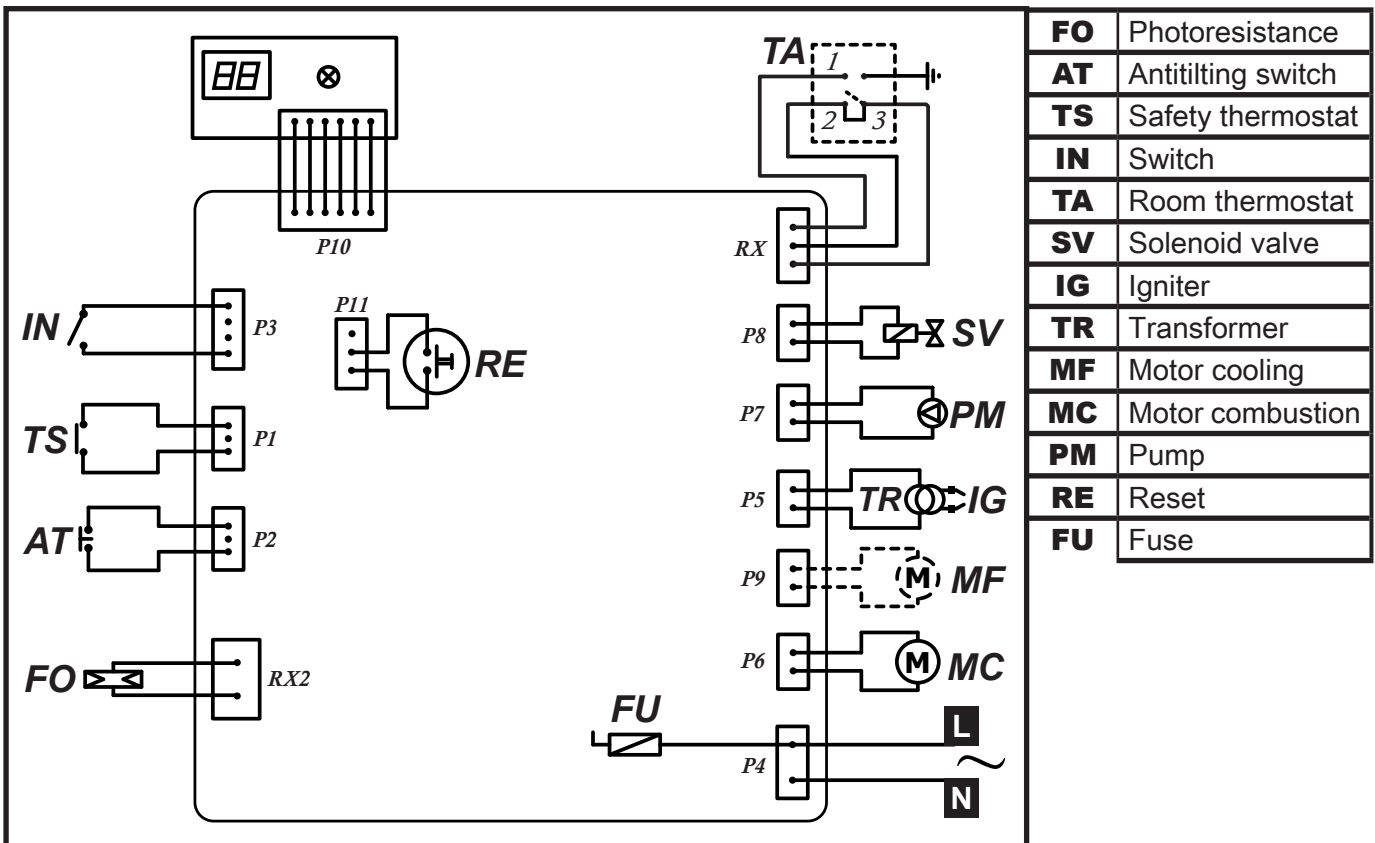 88
TA
1
2 3
P10
RX
IN
P3
P11
RE
P8
SV
TS
P1
P7
PM
AT
P2
P5
TR
IG
P9
MF
FO
RX2
P6
M
MC
M
FU
P4
L
~
N
FO Photoresistance
AT Antitilting switch
TS Safety thermostat
IN Switch
TA Room thermostat
SV Solenoid valve
IG Igniter
TR Transformer
MF Motor cooling
MC Motor combustion
PM Pump
RE Reset
FU Fuse